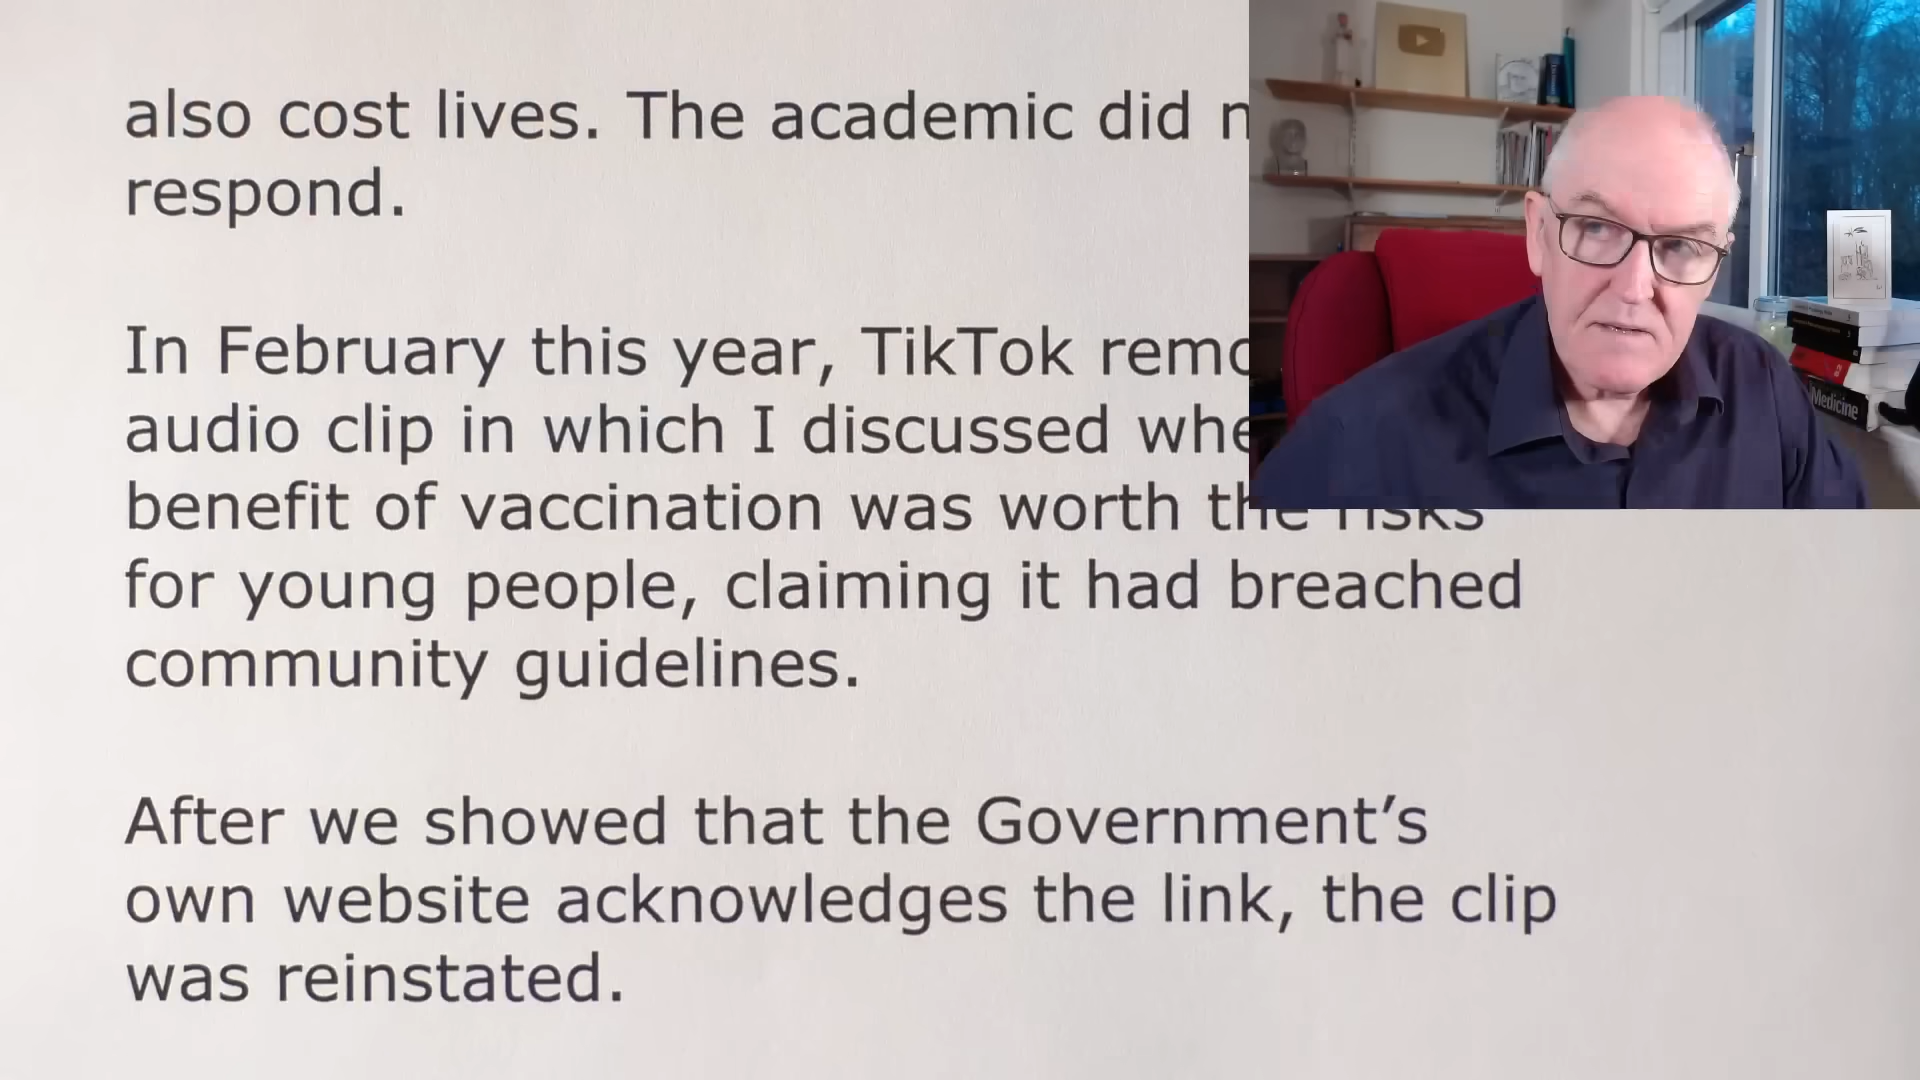 also cost lives. The academic did
respond.
In February this year, TikTok
audio clip in which I discussed
benefit of vaccination was worth the risks
for young people, claiming it had breached
community guidelines.
After we showed that the Government’s
own website acknowledges the link, the clip
was reinstated.
Medicine